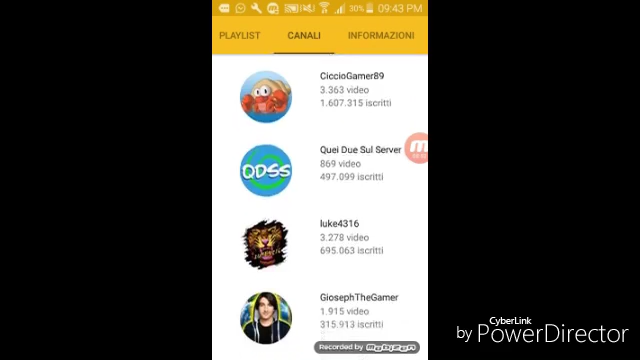 30% 09:43 PM
PLAYLIST CANALI INFORMAZIONI
CiccioGamer89
3.363 video
1.607.315 iscritti
QDSS
Quei Due Sul Server
869 video
497.099 iscritti
luke4316
3.278 video
695.063 iscritti
GiosephTheGamer
1.915 video
315.913 iscritti
Recorded by Mobizen
CyberLink
by PowerDirector